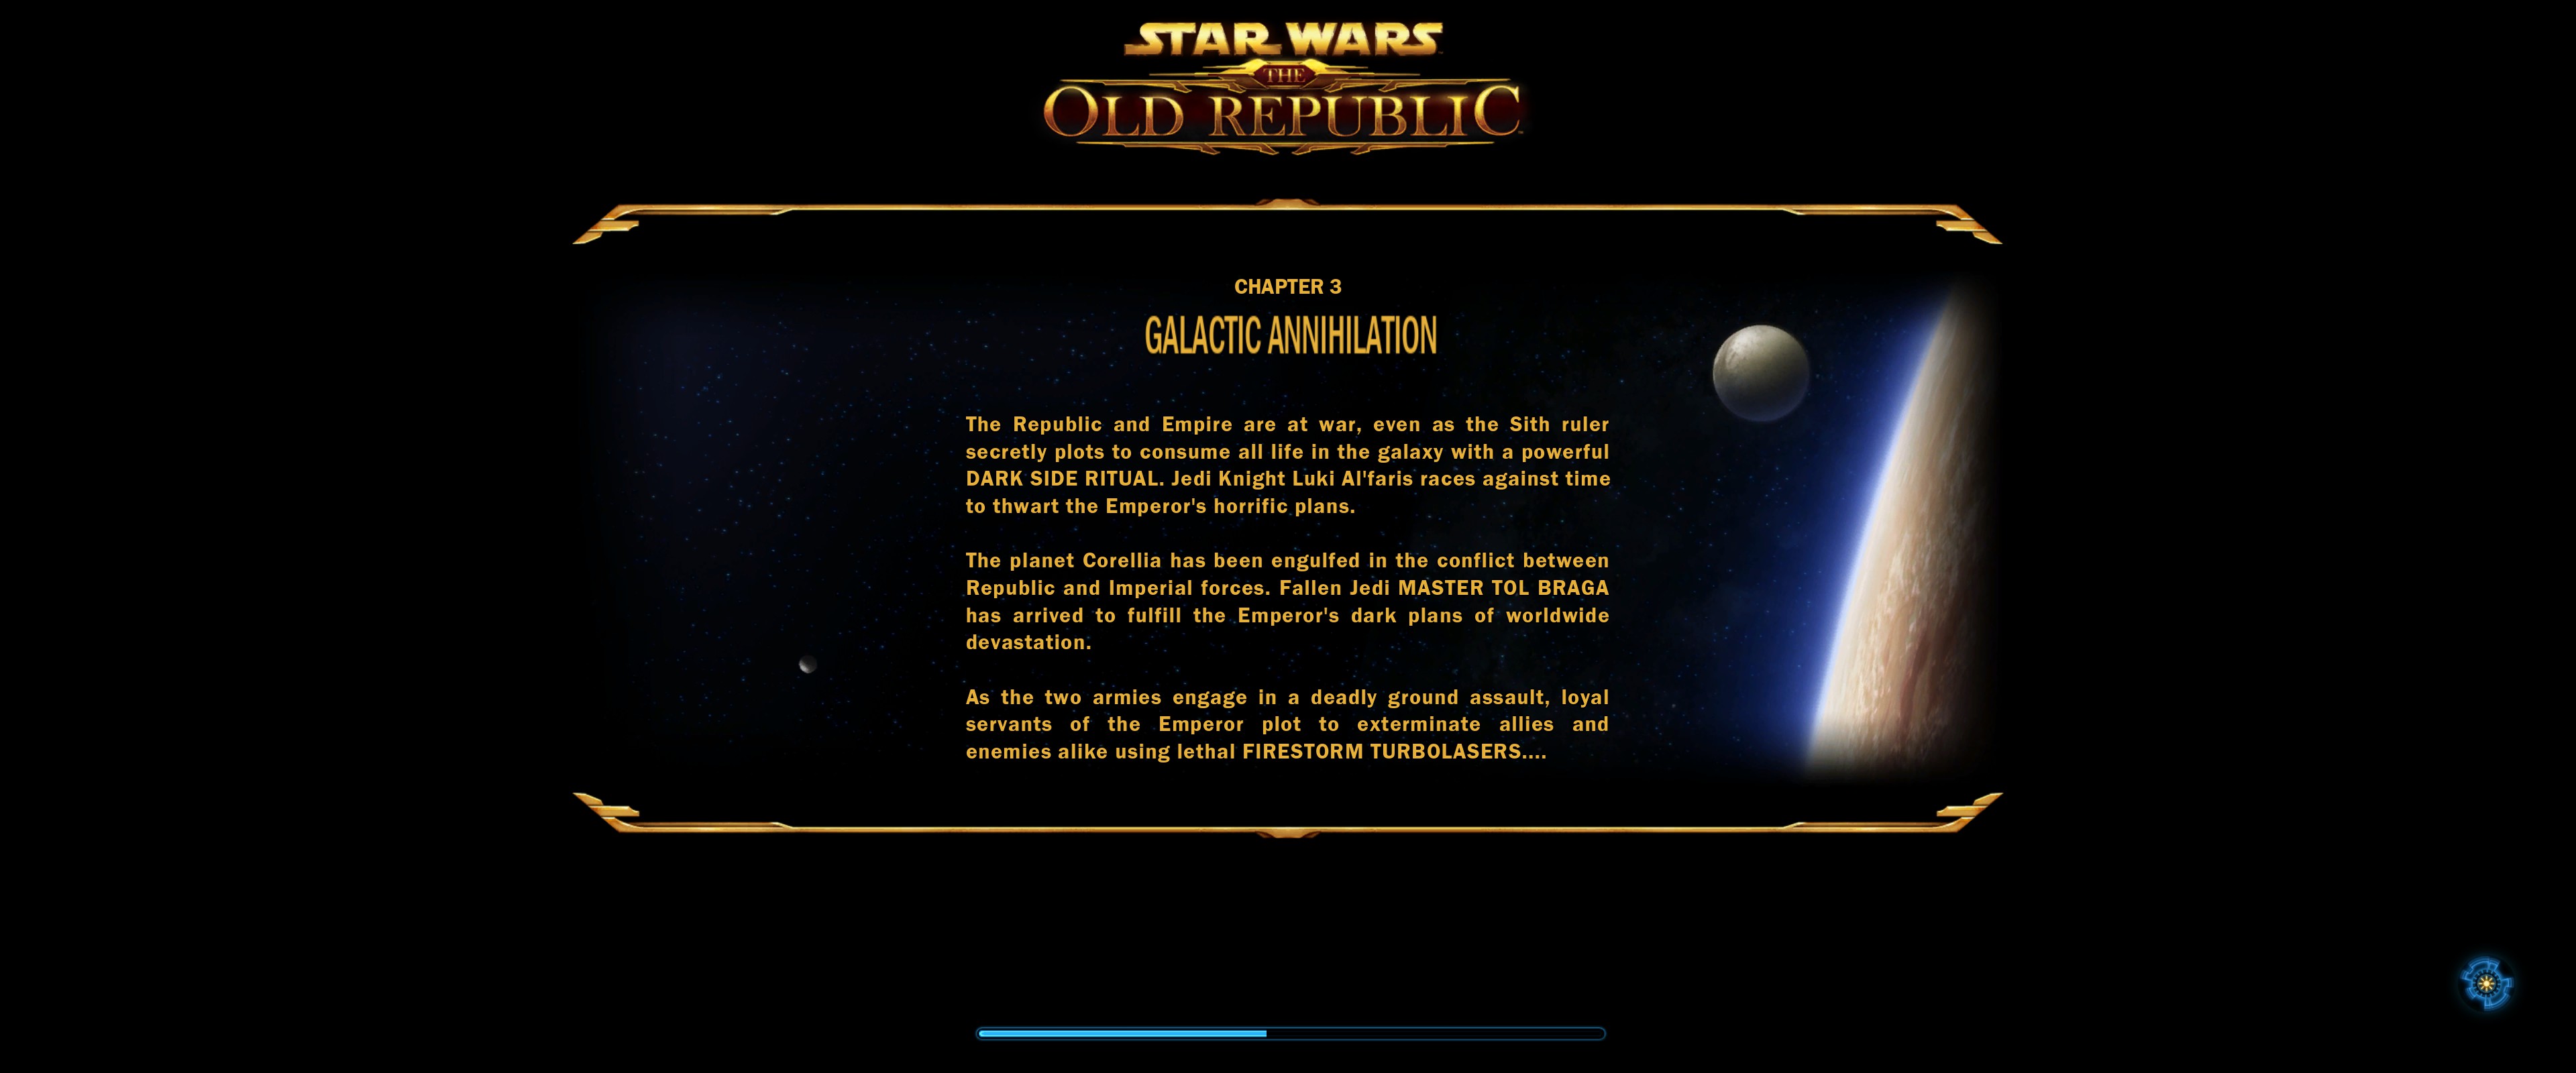 STAR WARS
THE
OLD REPUBLIC
CHAPTER 3
GALACTIC ANNIHILATION
The Republic and Empire are at war, even as the Sith ruler
secretly plots to consume all life in the galaxy with a powerful
DARK SIDE RITUAL. Jedi Knight Luki Al'faris races against time
to thwart the Emperor's horrific plans.
The planet Corellia has been engulfed in the conflict between
Republic and Imperial forces. Fallen Jedi MASTER TOL BRAGA
has arrived to fulfill the Emperor's dark plans of worldwide
devastation.
As the two armies engage in a deadly ground assault, loyal
servants of the Emperor plot to exterminate allies and
enemies alike using lethal FIRESTORM TURBOLASERS....